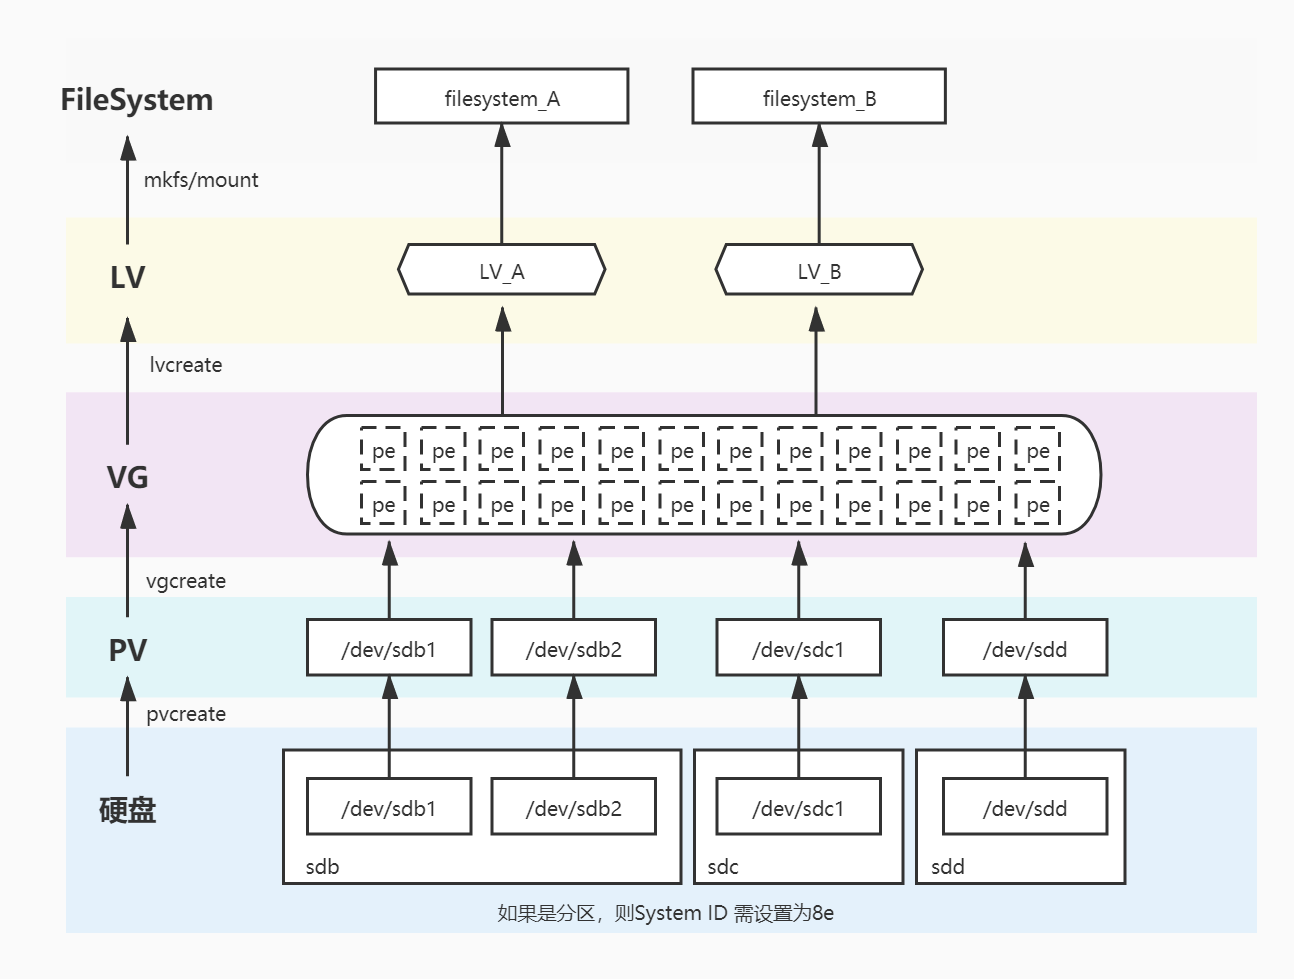 FileSystem
filesystem_A
filesystem_B
mkfs/mount
LV
LV_A
LV_B
lvcreate
VG
pe pe pe pe pe pe pe pe pe pe pe pe
pe pe pe pe pe pe pe pe pe pe pe pe
vgcreate
PV
/dev/sdb1
/dev/sdb2
/dev/sdc1
/dev/sdd
pvcreate
硬盘
/dev/sdb1
/dev/sdb2
/dev/sdc1
/dev/sdd
sdb
sdc
sdd
如果是分区，则System ID 需设置为8e